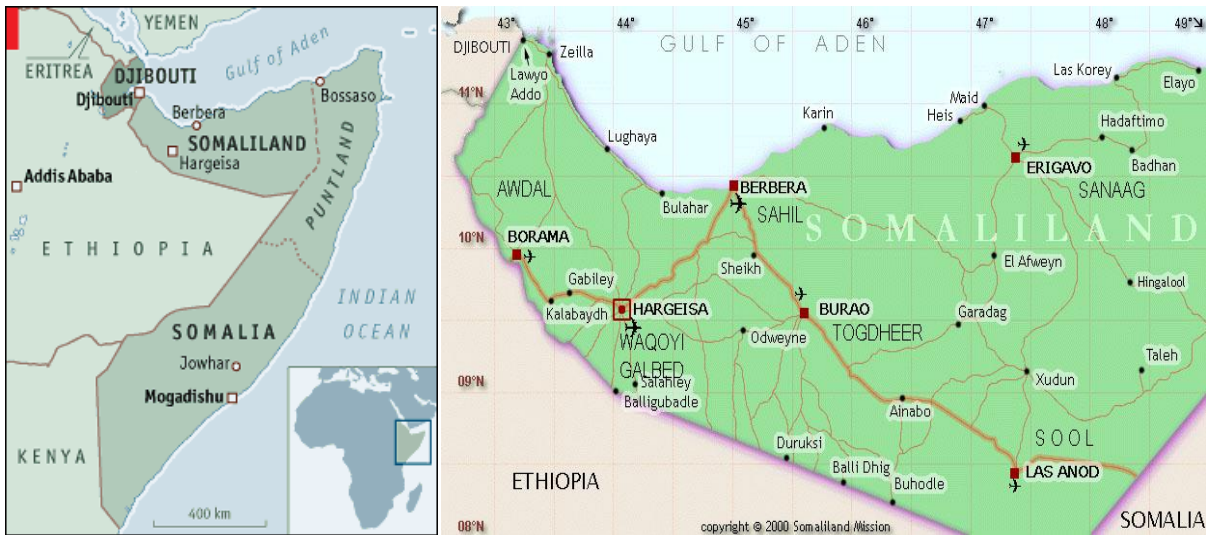 YEMEN
ERITREA
DJIBOUTI
Gulf of Aden
Djibouti
Bossaso
Berbera
SOMALILAND
Hargeisa
PUNTLAND
Addis Ababa
ETHIOPIA
INDIAN
OCEAN
SOMALIA
Jowhar
Mogadishu
KENYA
400 km
43°
44°
45°
46°
47°
48°
49°
DJIBOUTI
Zeilla
GULF OF ADEN
Lawyo
Addo
Las Korey
Elayo
11°N
Maid
Karin
Heis
Hadaftimo
Lughaya
Badhan
ERIGAVO
AWDAL
BERBERA
SANAAG
Bulahar
SAHIL
SOMALILAND
10°N
BORAMA
Sheikh
El Afweyn
Gabiley
Hingalool
Kalabaydh
HARGEISA
BURAO
Garadag
WAQOYI
GALBED
Odweyne
TOGDHEER
Taleh
09°N
Salahley
Xudun
Balligubadle
Ainabo
Duruksi
SOOL
Balli Dhig
LAS ANOD
ETHIOPIA
Buhodle
08°N
copyright © 2000 Somaliland Mission
SOMALIA